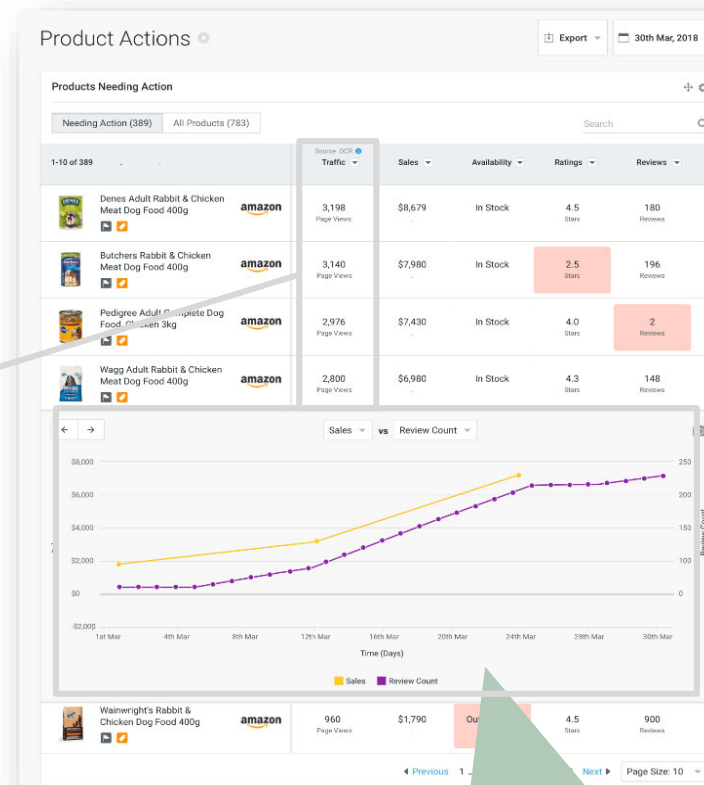 Product Actions
Export
30th Mar, 2018
Products Needing Action
Needing Action (389)
All Products (783)
Search
1-10 of 389
Source: DCR
Traffic
Sales
Availability
Ratings
Reviews
Denes Adult Rabbit & Chicken
Meat Dog Food 400g
amazon
3,198
Page Views
$8,679
In Stock
4.5
Stars
180
Reviews
Butchers Rabbit & Chicken
Meat Dog Food 400g
amazon
3,140
Page Views
$7,980
In Stock
2.5
Stars
196
Reviews
Pedigree Adult Complete Dog
Food, Chicken 3kg
amazon
2,976
Page Views
$7,430
In Stock
4.0
Stars
2
Reviews
Wagg Adult Rabbit & Chicken
Meat Dog Food 400g
amazon
2,800
Page Views
$6,980
In Stock
4.3
Stars
148
Reviews
Sales vs Review Count
$8,000
$6,000
$4,000
$2,000
$0
-$2,000
250
200
150
100
0
Review Count
1st Mar
4th Mar
8th Mar
12th Mar
16th Mar
20th Mar
24th Mar
28th Mar
30th Mar
Time (Days)
Sales
Review Count
Wainwright's Rabbit &
Chicken Dog Food 400g
amazon
960
Page Views
$1,790
Ou
4.5
Stars
900
Reviews
Previous
1 ..
Next
Page Size: 10